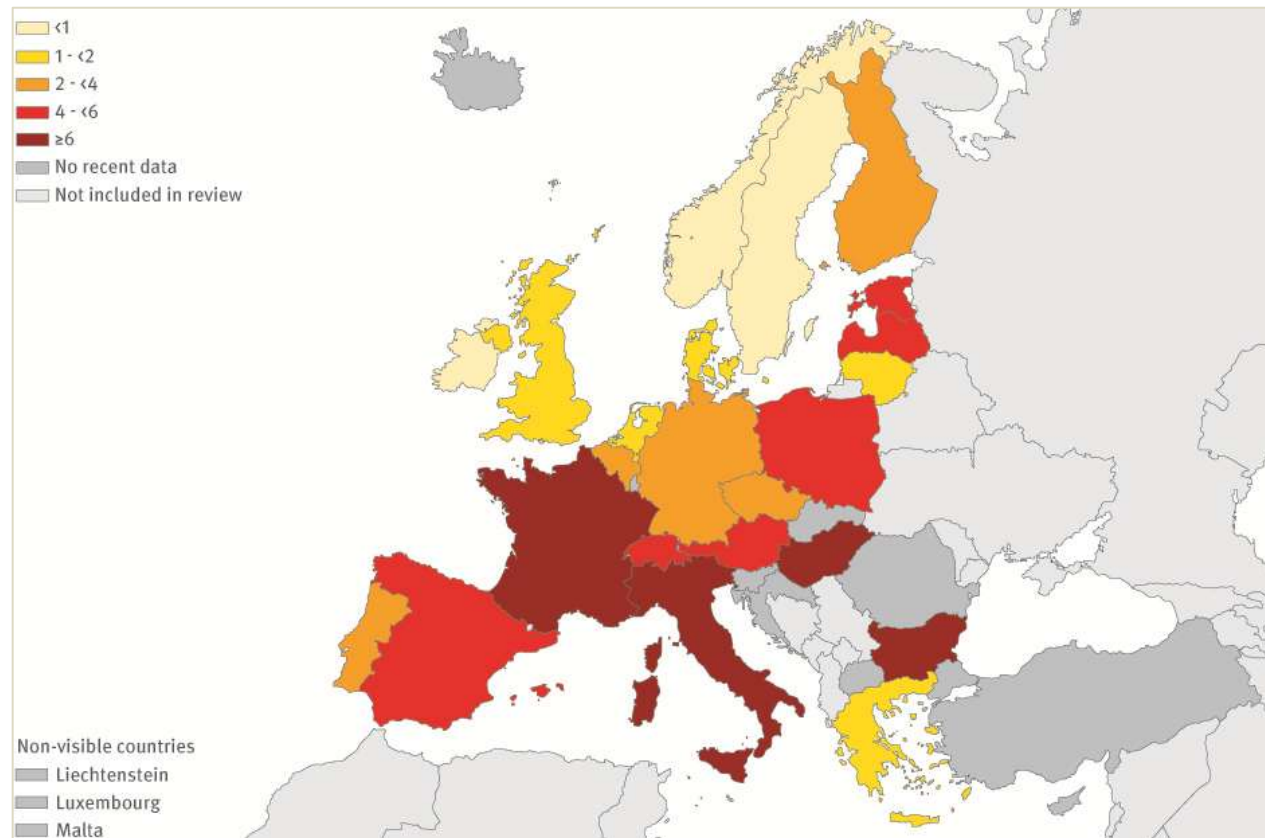 <1
1 - <2
2 - <4
4 - <6
≥6
No recent data
Not included in review
Non-visible countries
Liechtenstein
Luxembourg
Malta